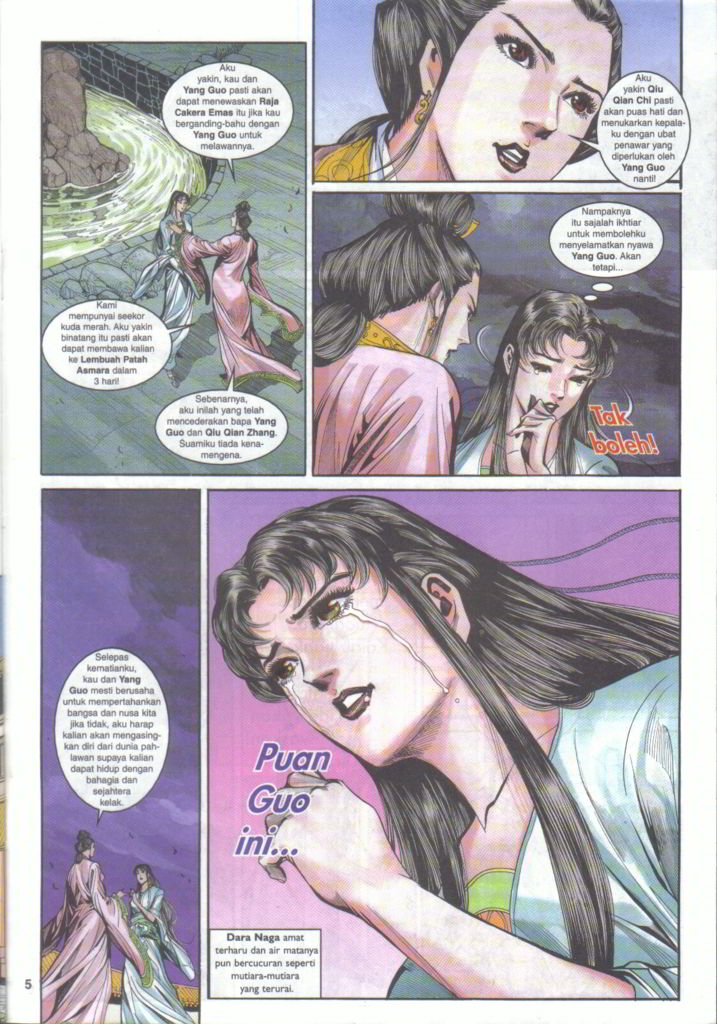 Aku
yakin, kau dan
Yang Guo pasti akan
dapat menewaskan Raja
Cakera Emas itu jika kau
berganding-bahu dengan
Yang Guo untuk
melawannya.
Kami
mempunyai seekor
kuda merah. Aku yakin
binatang itu pasti akan
dapat membawa kalian
ke Lembuah Patah
Asmara dalam
3 hari!
Sebenarnya,
aku inilah yang telah
mencederakan bapa Yang
Guo dan Qiu Qian Zhang.
Suamiku tiada kena-
mengena.
Aku
yakin Qiu
Qian Chi pasti
akan puas hati dan
menukarkan kepala-
ku dengan ubat
penawar yang
diperlukan oleh
Yang Guo
nanti!
Nampaknya
itu sajalah ikhtiar
untuk membolehku
menyelamatkan nyawa
Yang Guo. Akan
tetapi...
Tak
boleh!
Selepas
kematianku,
kau dan Yang
Guo mesti berusaha
untuk mempertahankan
bangsa dan nusa kita
jika tidak, aku harap
kalian akan mengasing-
kan diri dari dunia pah-
lawan supaya kalian
dapat hidup dengan
bahagia dan
sejahtera
kelak.
Puan
Guo
ini...
Dara Naga amat
terharu dan air matanya
pun bercucuran seperti
mutiara-mutiara
yang terurai.
5